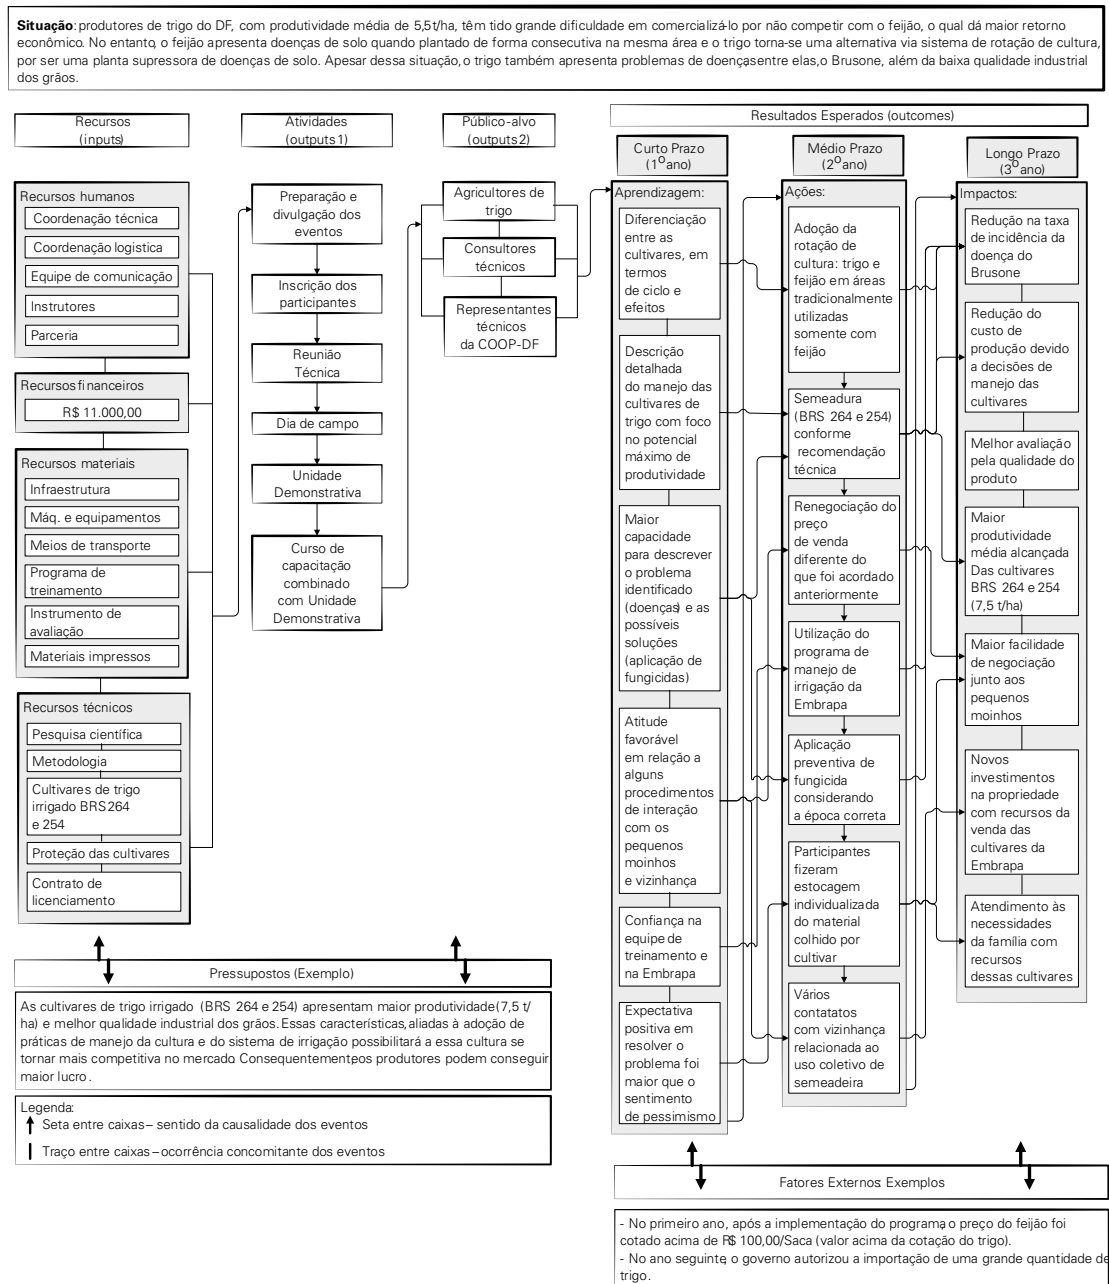 Situação: produtores de trigo do DF, com produtividade média de 5,5t/ha, têm tido grande dificuldade em comercializá-lo por não competir com o feijão, o qual dá maior retorno
econômico. No entanto, o feijão apresenta doenças de solo quando plantado de forma consecutiva na mesma área e o trigo torna-se uma alternativa via sistema de rotação de cultura,
por ser uma planta supressora de doenças de solo. Apesar dessa situação, o trigo também apresenta problemas de doenças entre elas, o Brusone, além da baixa qualidade industrial
dos grãos.
Recursos
(inputs)
Atividades
(outputs 1)
Público-alvo
(outputs 2)
Resultados Esperados (outcomes)
Curto Prazo
(1º ano)
Médio Prazo
(2º ano)
Longo Prazo
(3º ano)
Recursos humanos
Coordenação técnica
Coordenação logistica
Equipe de comunicação
Instrutores
Parceria
Recursos financeiros
R$ 11.000,00
Recursos materiais
Infraestrutura
Máq. e equipamentos
Meios de transporte
Programa de
treinamento
Instrumento de
avaliação
Materiais impressos
Recursos técnicos
Pesquisa científica
Metodologia
Cultivares de trigo
irrigado BRS 264
e 254
Proteção das cultivares
Contrato de
licenciamento
Preparação e
divulgação dos
eventos
Inscrição dos
participantes
Reunião
Técnica
Dia de campo
Unidade
Demonstrativa
Curso de
capacitação
combinado
com Unidade
Demonstrativa
Agricultores de
trigo
Consultores
técnicos
Representantes
técnicos
da COOP-DF
Aprendizagem:
Diferenciação
entre as
cultivares, em
termos
de ciclo e
efeitos
Descrição
detalhada
do manejo das
cultivares de
trigo com foco
no potencial
máximo de
produtividade
Maior
capacidade
para descrever
o problema
identificado
(doenças) e as
possíveis
soluções
(aplicação de
fungicidas)
Atitude
favorável
em relação a
alguns
procedimentos
de interação
com os
pequenos
moinhos
e vizinhança
Confiança na
equipe de
treinamento e
na Embrapa
Expectativa
positiva em
resolver o
problema foi
maior que o
sentimento
de pessimismo
Ações:
Adoção da
rotação de
cultura: trigo e
feijão em áreas
tradicionalmente
utilizadas
somente com
feijão
Semeadura
(BRS 264 e 254)
conforme
recomendação
técnica
Renegociação do
preço
de venda
diferente do
que foi acordado
anteriormente
Utilização do
programa de
manejo de
irrigação da
Embrapa
Aplicação
preventiva de
fungicida
considerando
a época correta
Participantes
fizeram
estocagem
individualizada
do material
colhido por
cultivar
Vários
contatatos
com vizinhança
relacionada ao
uso coletivo de
semeadeira
Impactos:
Redução na taxa
de incidência da
doença do
Brusone
Redução do
custo de
produção devido
a decisões de
manejo das
cultivares
Melhor avaliação
pela qualidade do
produto
Maior
produtividade
média alcançada
Das cultivares
BRS 264 e 254
(7,5 t/ha)
Maior facilidade
de negociação
junto aos
pequenos
moinhos
Novos
investimentos
na propriedade
com recursos da
venda das
cultivares da
Embrapa
Atendimento às
necessidades
da família com
recursos
dessas cultivares
Pressupostos (Exemplo)
As cultivares de trigo irrigado (BRS 264 e 254) apresentam maior produtividade (7,5 t/
ha) e melhor qualidade industrial dos grãos. Essas características, aliadas à adoção de
práticas de manejo da cultura e do sistema de irrigação possibilitará a essa cultura se
tornar mais competitiva no mercado. Consequentemente, os produtores podem conseguir
maior lucro.
Legenda:
Seta entre caixas – sentido da causalidade dos eventos
Traço entre caixas – ocorrência concomitante dos eventos
Fatores Externos: Exemplos
- No primeiro ano, após a implementação do programa, o preço do feijão foi
cotado acima de R$ 100,00/Saca (valor acima da cotação do trigo).
- No ano seguinte, o governo autorizou a importação de uma grande quantidade de
trigo.